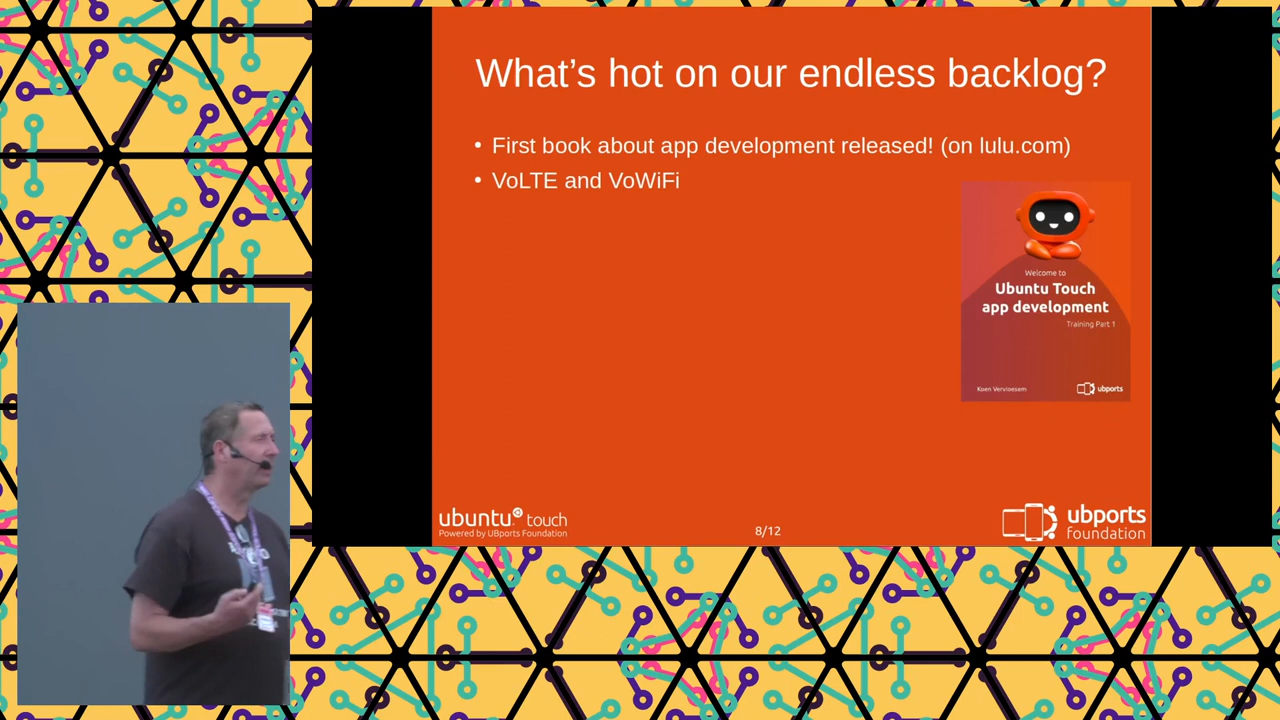 What's hot on our endless backlog?
• First book about app development released! (on lulu.com)
• VoLTE and VoWiFi
Welcome to
Ubuntu Touch
app development
Training Part 1
Koen Vervloesem
ubports
ubuntu touch
Powered by UBports Foundation
8/12
ubports
foundation